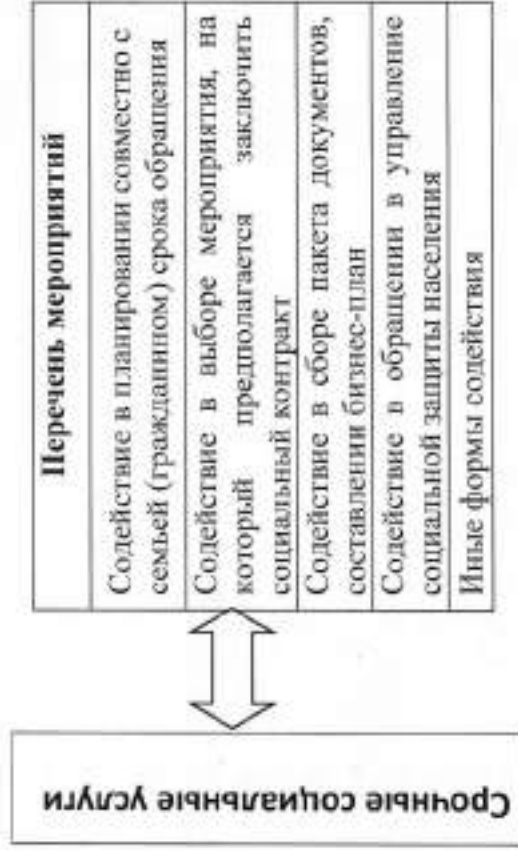 Срочные социальные услуги
Перечень мероприятий
Содействие в планировании совместно с
семьей (гражданином) срока обращения
Содействие в выборе мероприятия, на
который предполагается заключить
социальный контракт
Содействие в сборе пакета документов,
составлении бизнес-план
Содействие в обращении в управление
социальной защиты населения
Иные формы содействия